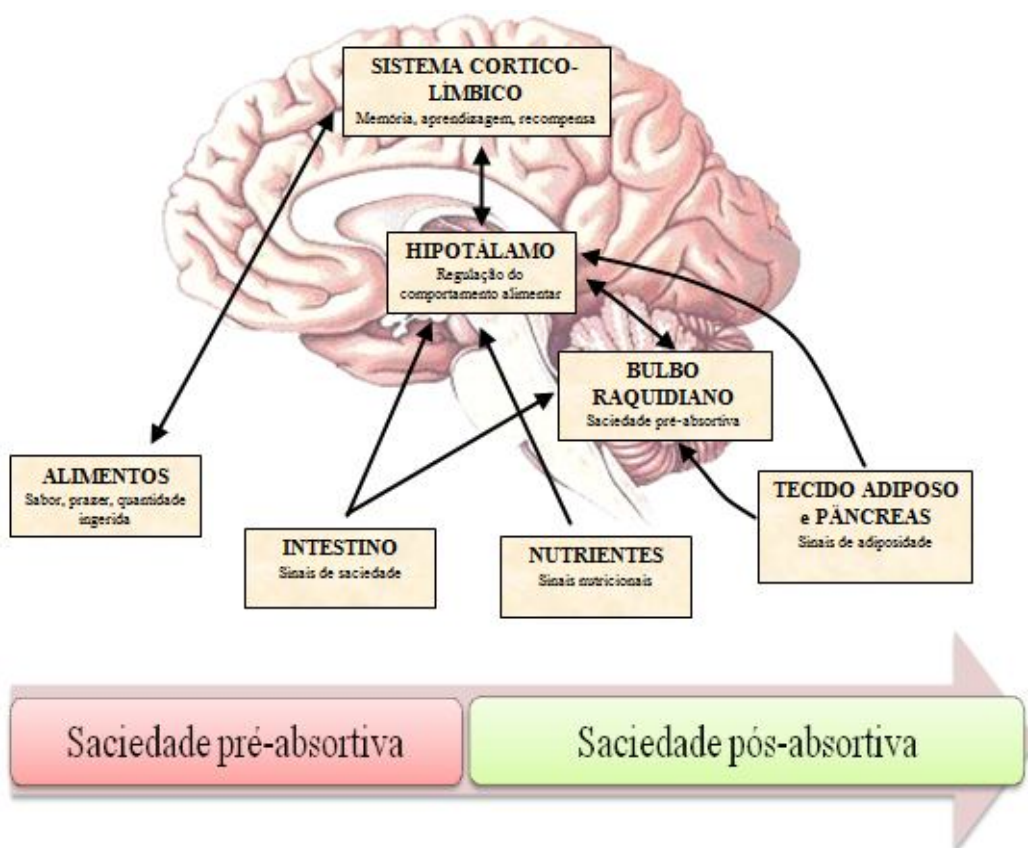 SISTEMA CORTICO-
LÍMBICO
Memória, aprendizagem, recompensa
HIPOTÁLAMO
Regulação do
comportamento alimentar
BULBO
RAQUIDIANO
Saciedade pré-absortiva
ALIMENTOS
Sabor, prazer, quantidade
ingerida
INTESTINO
Sinais de saciedade
NUTRIENTES
Sinais nutricionais
TECIDO ADIPOSO
e PÂNCREAS
Sinais de adiposidade
Saciedade pré-absortiva
Saciedade pós-absortiva